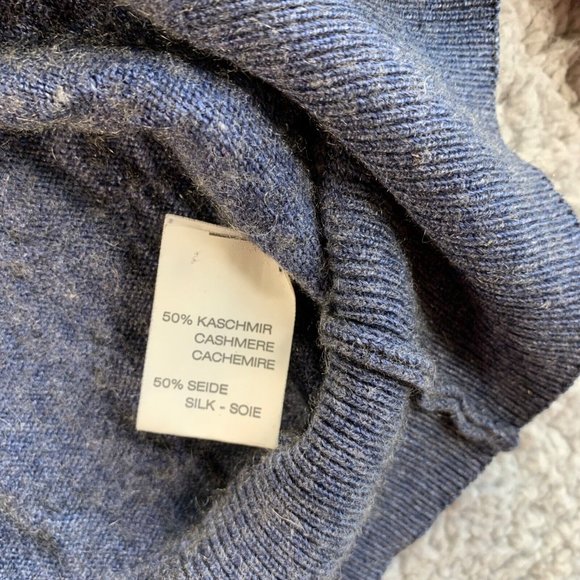 50% KASCHMIR
CASHMERE
CACHEMIRE
50% SEIDE
SILK - SOIE